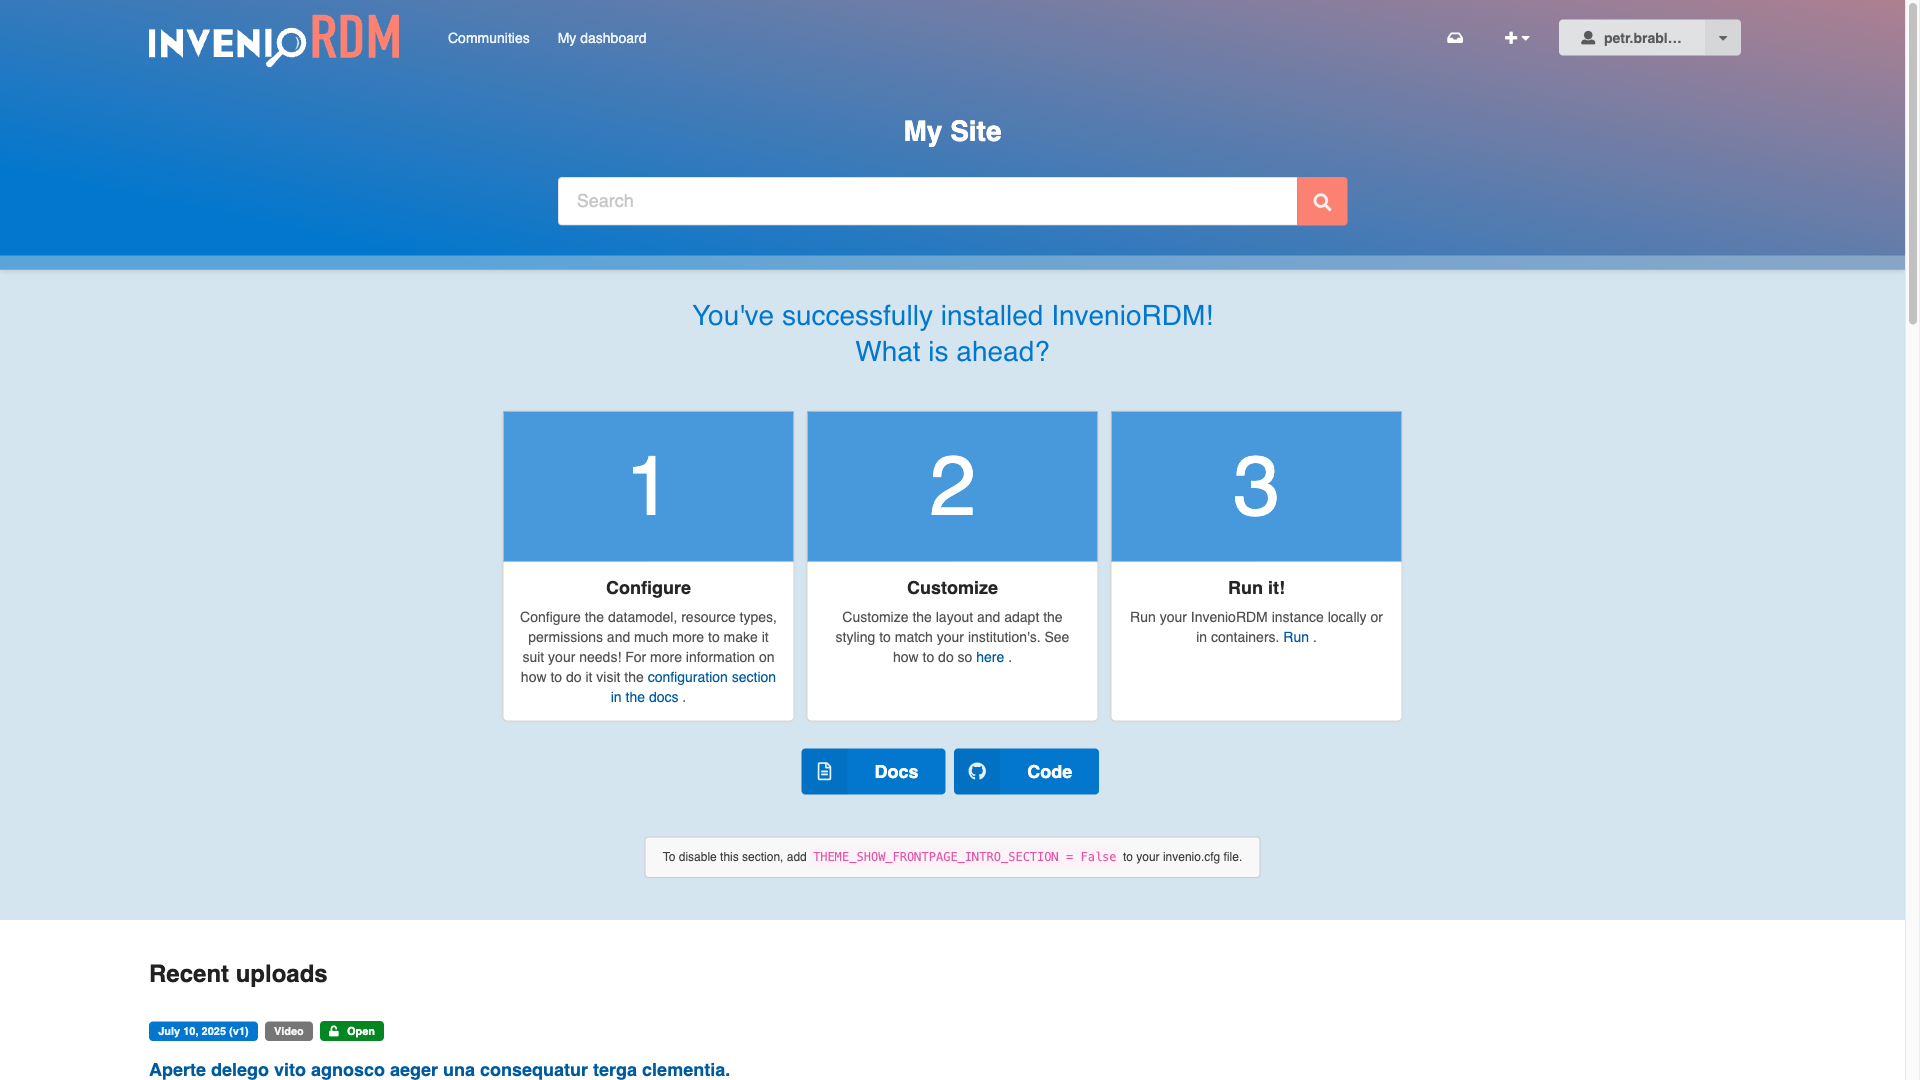 INVENIO RDM
Communities
My dashboard
petr.brabl...
My Site
Search
You've successfully installed InvenioRDM!
What is ahead?
1
Configure
Configure the datamodel, resource types,
permissions and much more to make it
suit your needs! For more information on
how to do it visit the configuration section
in the docs .
2
Customize
Customize the layout and adapt the
styling to match your institution's. See
how to do so here .
3
Run it!
Run your InvenioRDM instance locally or
in containers. Run .
Docs
Code
To disable this section, add THEME_SHOW_FRONTPAGE_INTRO_SECTION = False to your invenio.cfg file.
Recent uploads
July 10, 2025 (v1)
Video
Open
Aperte delego vito agnosco aeger una consequatur terga clementia.